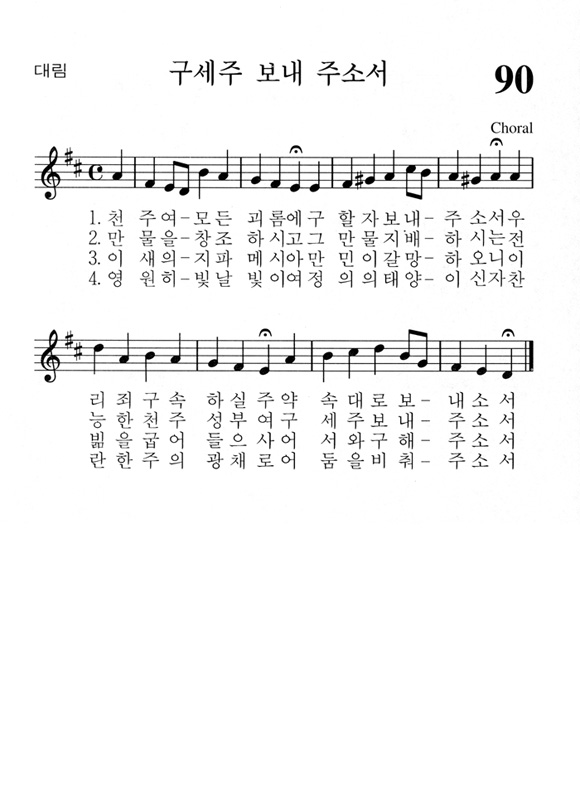 대림
구세주 보내 주소서
90
Choral
1. 천 주여-모든 괴 롬에구 할자보내- 주 소서우
2. 만 물을-창조 하시고그 만물지배- 하 시는전
3. 이 새의-지파 메시아만 민이갈망- 하 오니이
4. 영 원히-빛날 빛이여정 의의태양- 이 신자찬
리 죄구속 하실주약 속대로보- 내소서
능한천주 성부여구 세주보내- 주소서
빎을굽어 들으사어 서와구해- 주소서
란한주의 광채로어 둠을비춰- 주소서